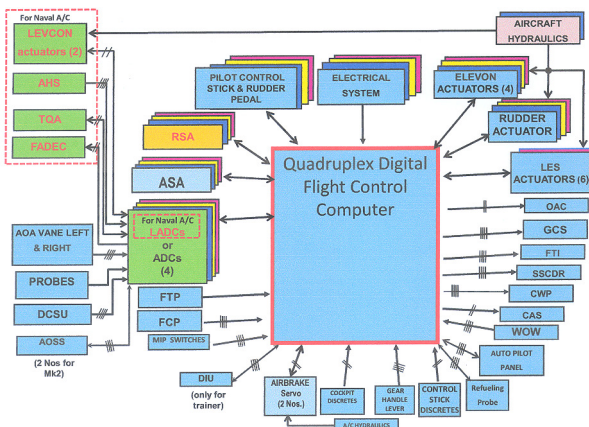 For Naval A/C
LEVCON
actuators (2)
AHS
TQA
FADEC
AIRCRAFT
HYDRAULICS
PILOT CONTROL
STICK & RUDDER
PEDAL
ELECTRICAL
SYSTEM
ELEVON
ACTUATORS (4)
RUDDER
ACTUATOR
LES
ACTUATORS (6)
RSA
ASA
Quadruplex Digital
Flight Control
Computer
For Naval A/C
LADCs
or
ADCs
(4)
AOA VANE LEFT
& RIGHT
PROBES
DCSU
AOSS
(2 Nos for
Mk2)
FTP
FCP
MIP SWITCHES
OAC
GCS
FTI
SSCDR
CWP
CAS
WOW
AUTO PILOT
PANEL
Refueling
Probe
DIU
(only for
trainer)
AIRBRAKE
Servo
(2 Nos.)
COCKPIT
DISCRETES
GEAR
HANDLE
LEVER
CONTROL
STICK
DISCRETES
A/C HYDRAULICS